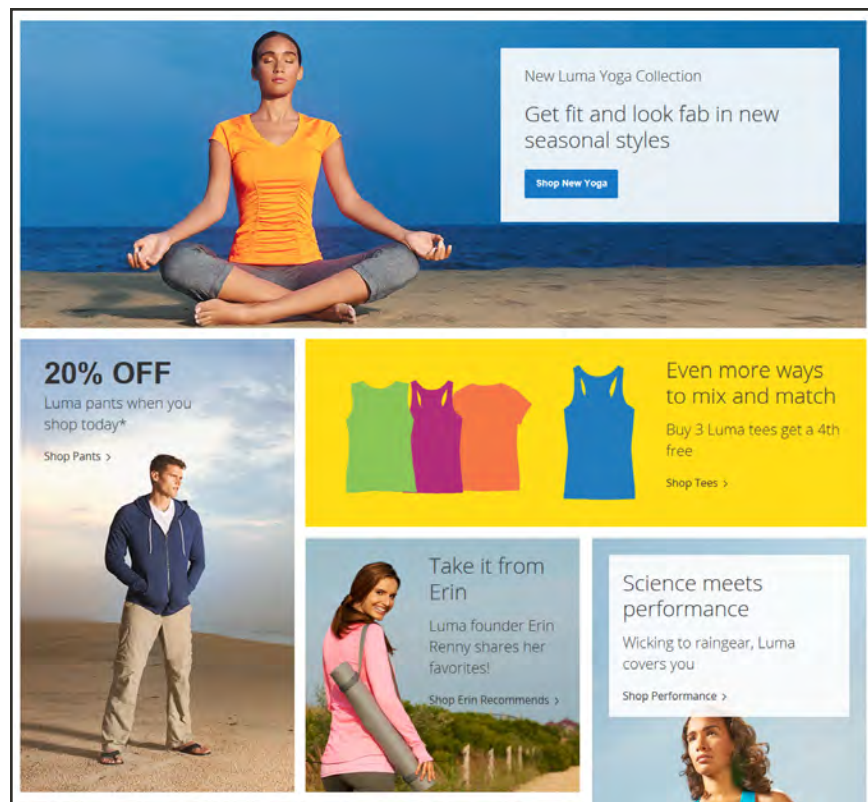 New Luma Yoga Collection
Get fit and look fab in new
seasonal styles
Shop New Yoga
20% OFF
Luma pants when you
shop today*
Shop Pants >
Even more ways
to mix and match
Buy 3 Luma tees get a 4th
free
Shop Tees >
Take it from
Erin
Luma founder Erin
Renny shares her
favorites!
Shop Erin Recommends >
Science meets
performance
Wicking to raingear, Luma
covers you
Shop Performance >